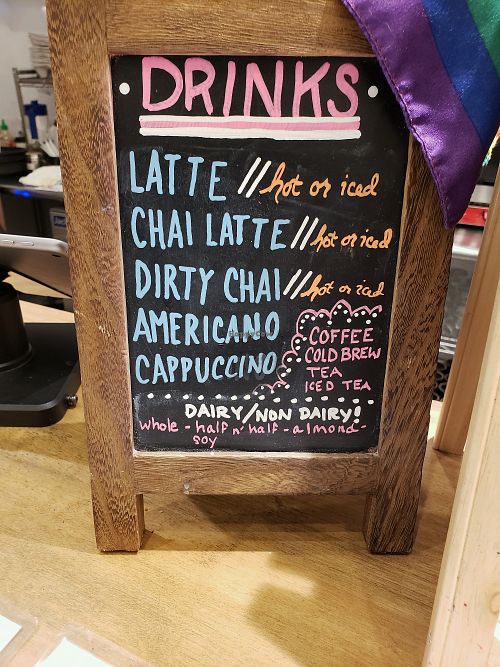 DRINKS
LATTE // hot or iced
CHAI LATTE // hot or iced
DIRTY CHAI // hot or iced
AMERICANO
CAPPUCCINO
COFFEE
COLD BREW
TEA
ICED TEA
DAIRY/NON DAIRY!
whole - half n' half - almond -
soy